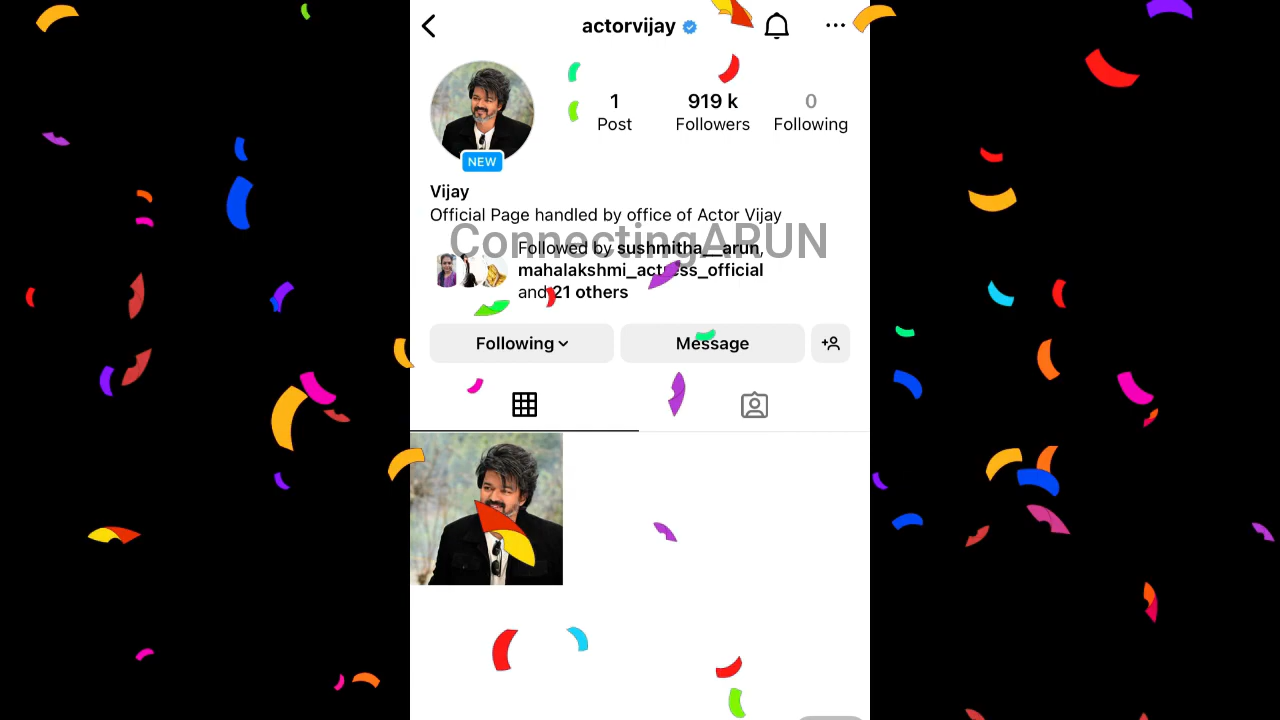 actorvijay
1 919 k 0
Post Followers Following
NEW
Vijay
Official Page handled by office of Actor Vijay
ConnectingARUN
Followed by sushmitha__arun,
mahalakshmi_actress_official
and 21 others
Following Message